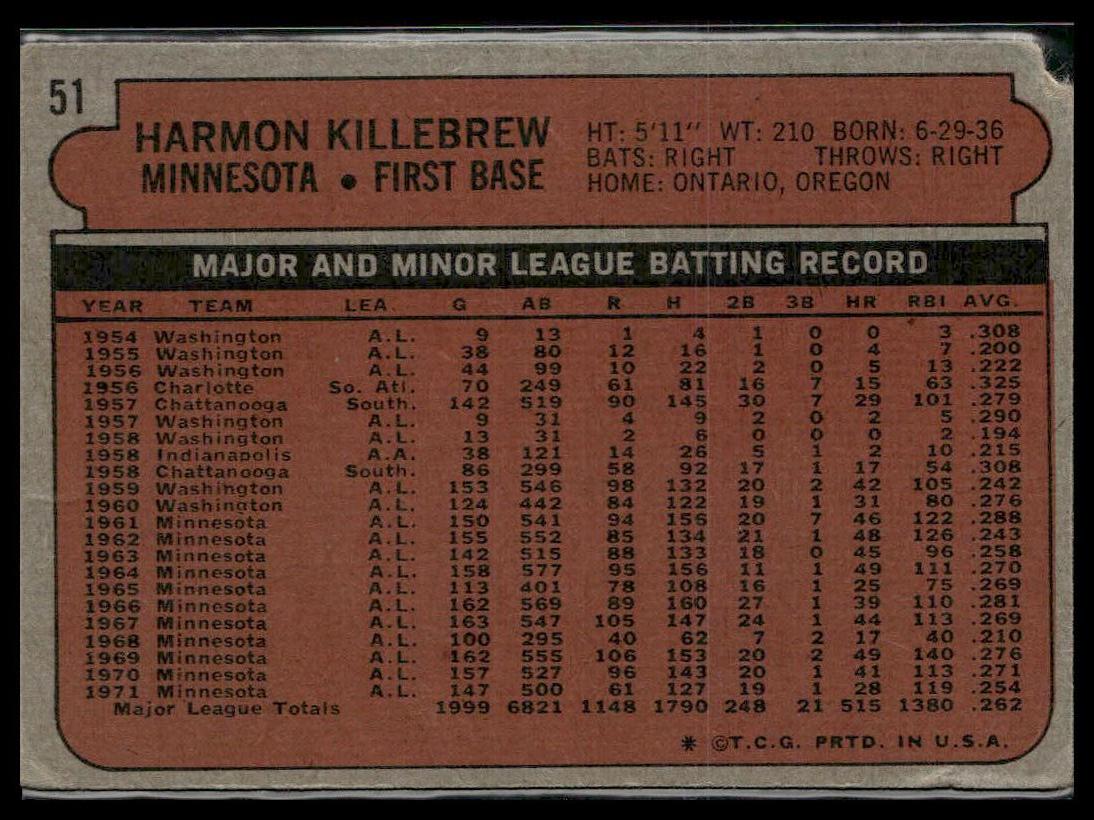 51
HARMON KILLEBREW
MINNESOTA • FIRST BASE
HT: 5'11" WT: 210 BORN: 6-29-36
BATS: RIGHT THROWS: RIGHT
HOME: ONTARIO, OREGON
MAJOR AND MINOR LEAGUE BATTING RECORD
YEAR TEAM LEA. G AB R H 2B 3B HR RBI AVG.
1954 Washington A.L. 9 13 1 4 1 0 0 3 .308
1955 Washington A.L. 38 80 12 16 1 0 4 7 .200
1956 Washington A.L. 44 99 10 22 2 0 5 13 .222
1956 Charlotte So. Atl. 70 249 61 81 16 7 15 63 .325
1957 Chattanooga South. 142 519 90 145 30 7 29 101 .279
1957 Washington A.L. 9 31 4 9 2 0 2 5 .290
1958 Washington A.L. 13 31 2 6 0 0 0 2 .194
1958 Indianapolis A.A. 38 121 14 26 5 1 2 10 .215
1958 Chattanooga South. 86 299 58 92 17 1 17 54 .308
1959 Washington A.L. 153 546 98 132 20 2 42 105 .242
1960 Washington A.L. 124 442 84 122 19 1 31 80 .276
1961 Minnesota A.L. 150 541 94 156 20 7 46 122 .288
1962 Minnesota A.L. 155 552 85 134 21 1 48 126 .243
1963 Minnesota A.L. 142 515 88 133 18 0 45 96 .258
1964 Minnesota A.L. 158 577 95 156 11 1 49 111 .270
1965 Minnesota A.L. 113 401 78 108 16 1 25 75 .269
1966 Minnesota A.L. 162 569 89 160 27 1 39 110 .281
1967 Minnesota A.L. 163 547 105 147 24 1 44 113 .269
1968 Minnesota A.L. 100 295 40 62 7 2 17 40 .210
1969 Minnesota A.L. 162 555 106 153 20 2 49 140 .276
1970 Minnesota A.L. 157 527 96 143 20 1 41 113 .271
1971 Minnesota A.L. 147 500 61 127 19 1 28 119 .254
Major League Totals 1999 6821 1148 1790 248 21 515 1380 .262
* ©T.C.G. PRTD. IN U.S.A.